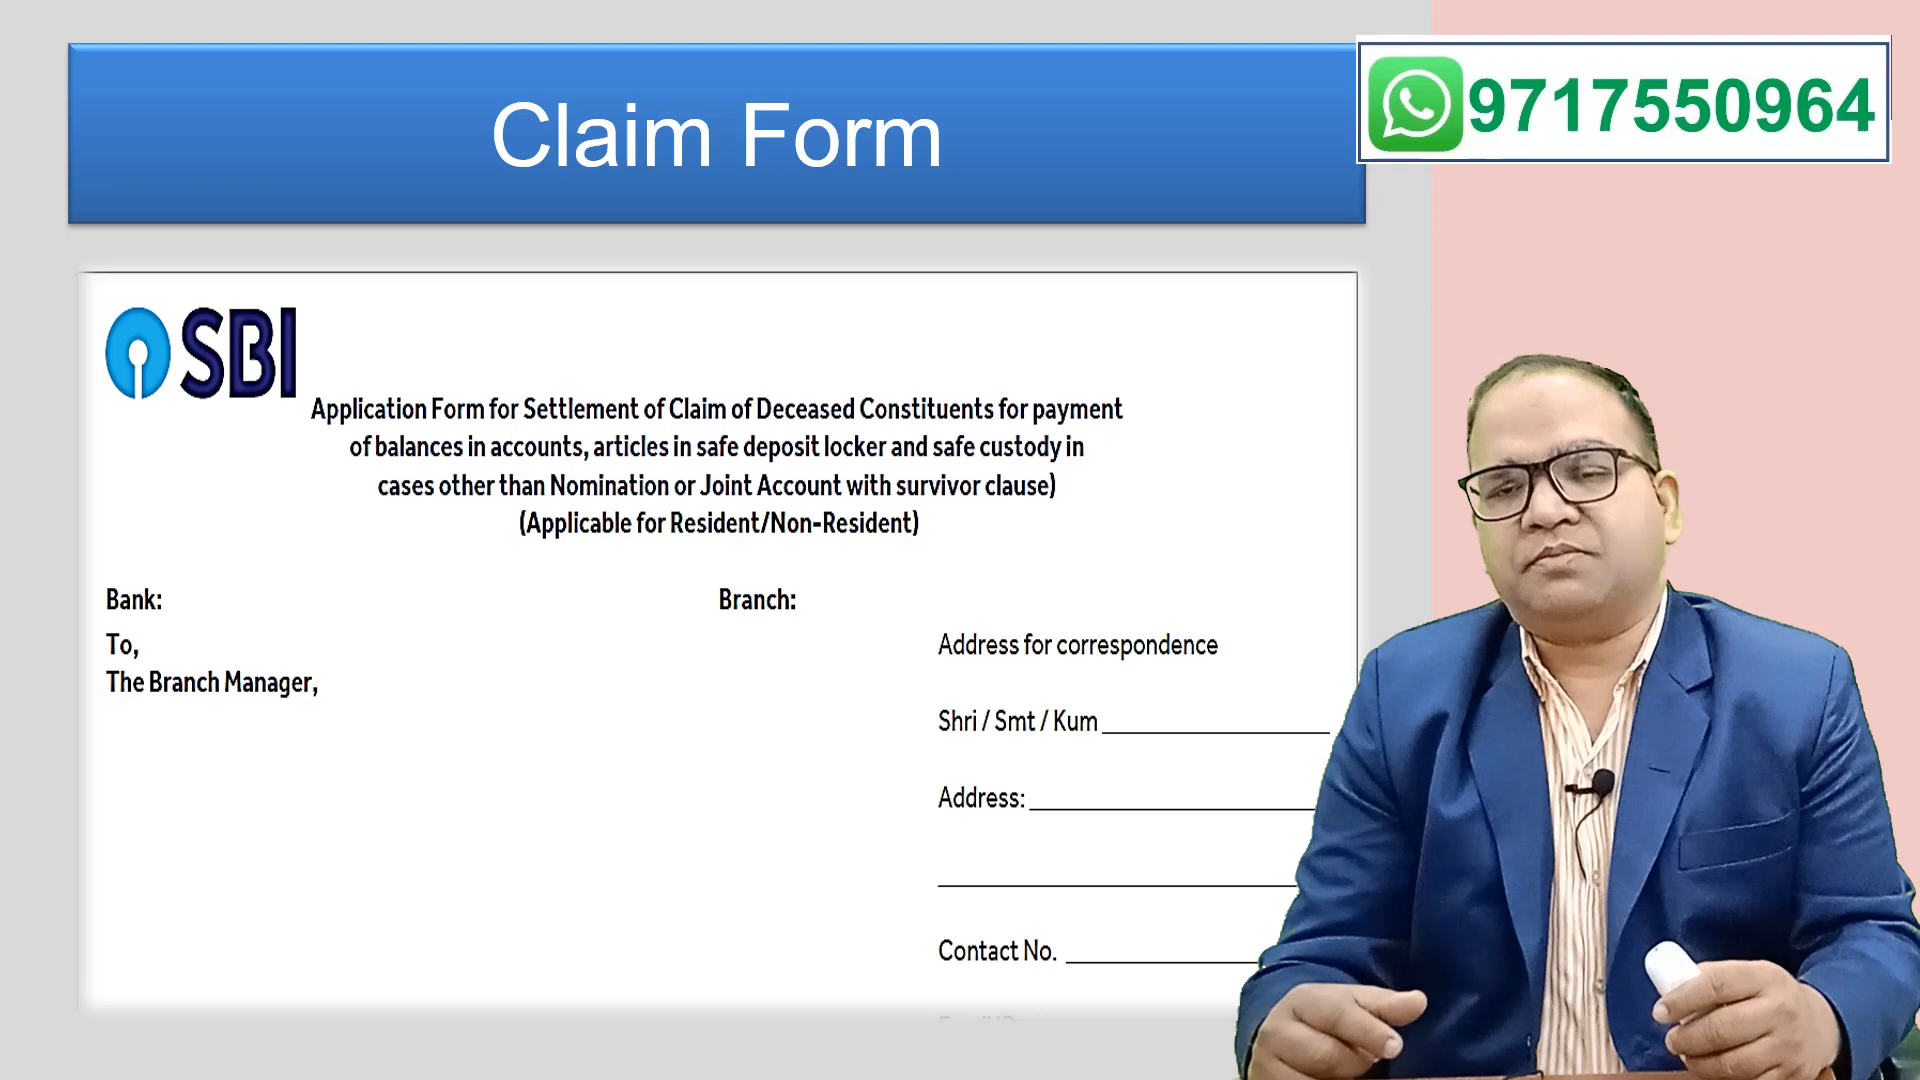 Claim Form
9717550964
SBI
Application Form for Settlement of Claim of Deceased Constituents for payment
of balances in accounts, articles in safe deposit locker and safe custody in
cases other than Nomination or Joint Account with survivor clause)
(Applicable for Resident/Non-Resident)
Bank: Branch:
To,
The Branch Manager,
Address for correspondence
Shri / Smt / Kum
Address:
Contact No.